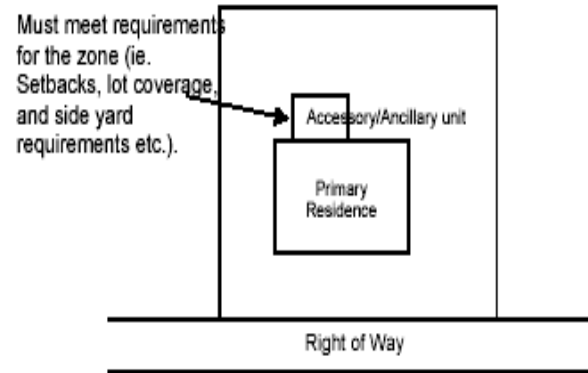 Must meet requirements
for the zone (ie.
Setbacks, lot coverage,
and side yard
requirements etc.).
Accessory/Ancillary unit
Primary
Residence
Right of Way